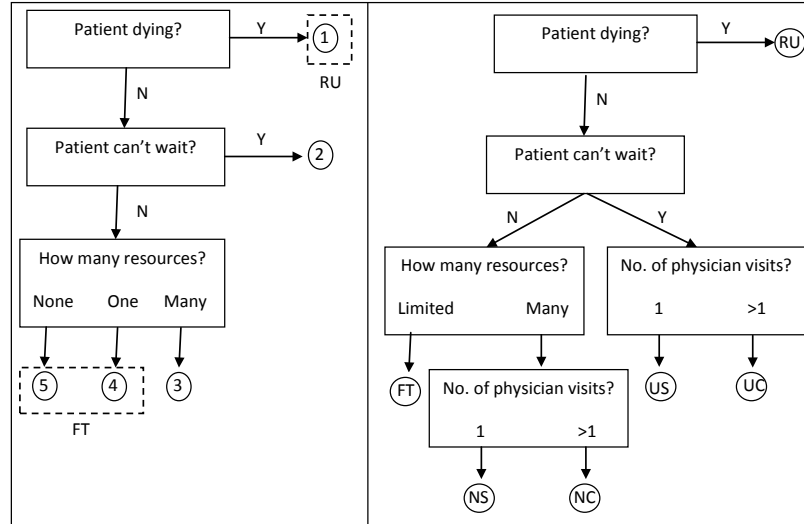 Patient dying?
Y
1
RU
N
Patient can't wait?
Y
2
N
How many resources?
None One Many
5 4 3
FT
Patient dying?
Y
RU
N
Patient can't wait?
N Y
How many resources?
Limited Many
No. of physician visits?
1 >1
FT
US UC
No. of physician visits?
1 >1
NS NC